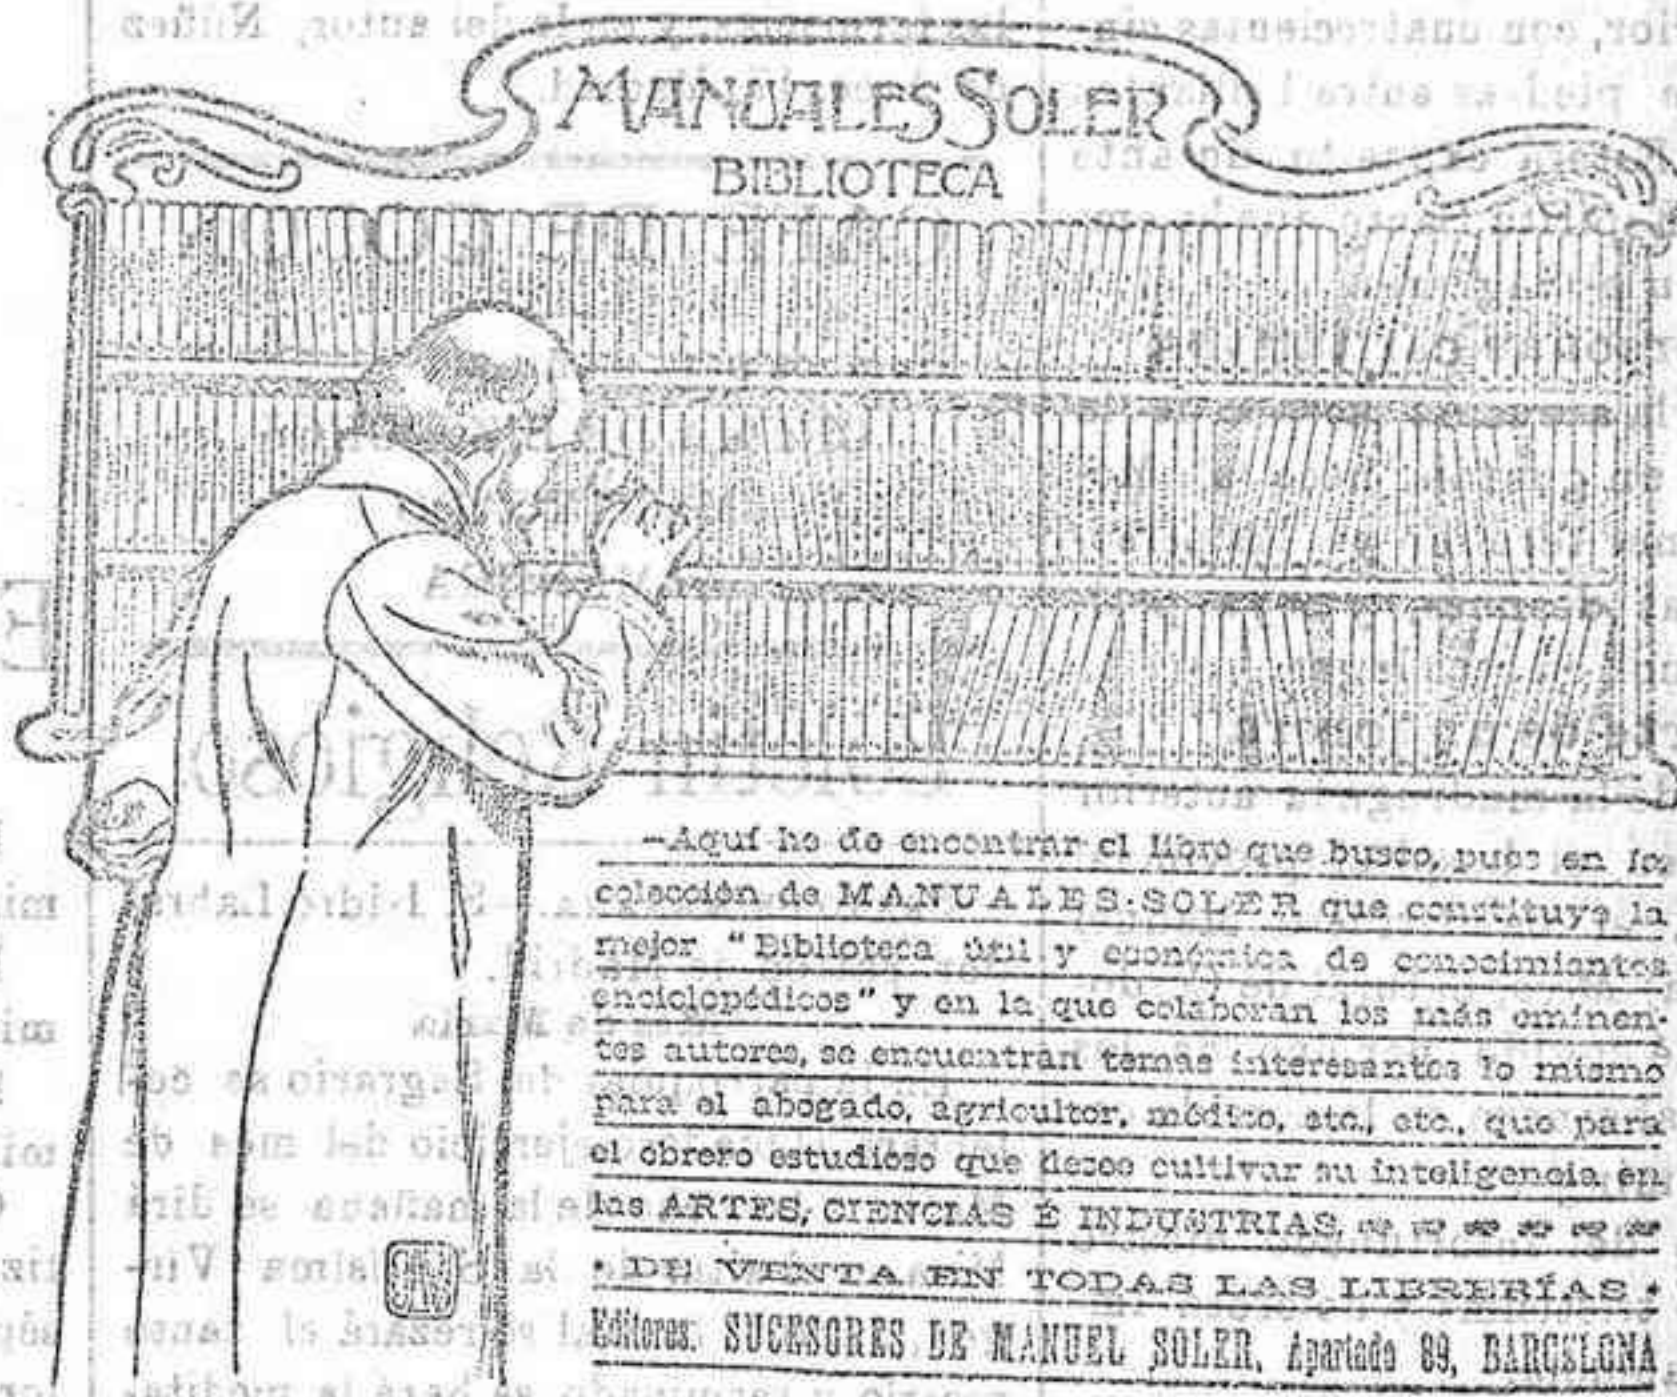 MANUALES SOLER
BIBLIOTECA
-Aquí he de encontrar el libro que busco, pues en la
colección de MANUALES-SOLER que constituye la
mejor "Biblioteca útil y económica de conocimientos
enciclopédicos" y en la que colaboran los más eminen-
tes autores, se encuentran temas interesantes lo mismo
para el abogado, agricultor, médico, etc., etc., que para
el obrero estudioso que desee cultivar su inteligencia en
las ARTES, CIENCIAS É INDUSTRIAS.
• DE VENTA EN TODAS LAS LIBRERÍAS •
Editores: SUCESORES DE MANUEL SOLER, Apartado 89, BARCELONA